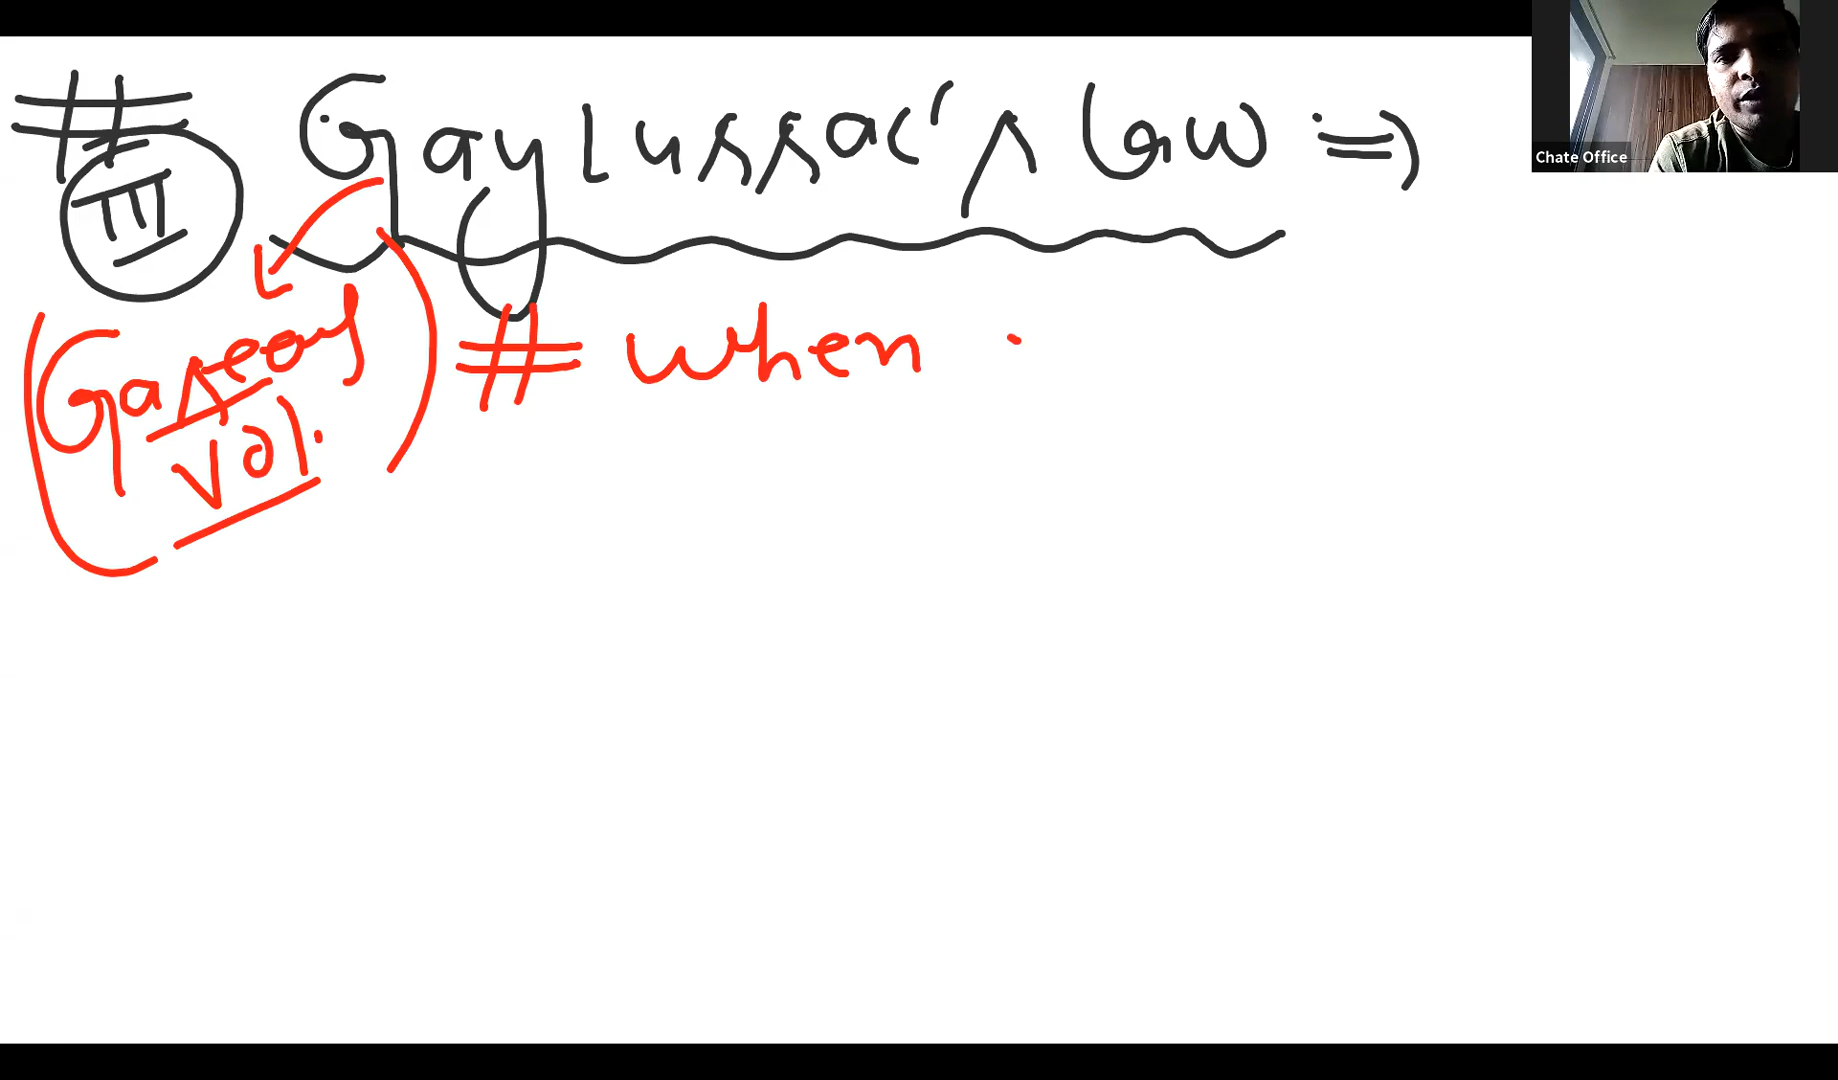 # III Gay Lussac's Law ⇒
(Gaseous # when
Vol.)
Chate Office